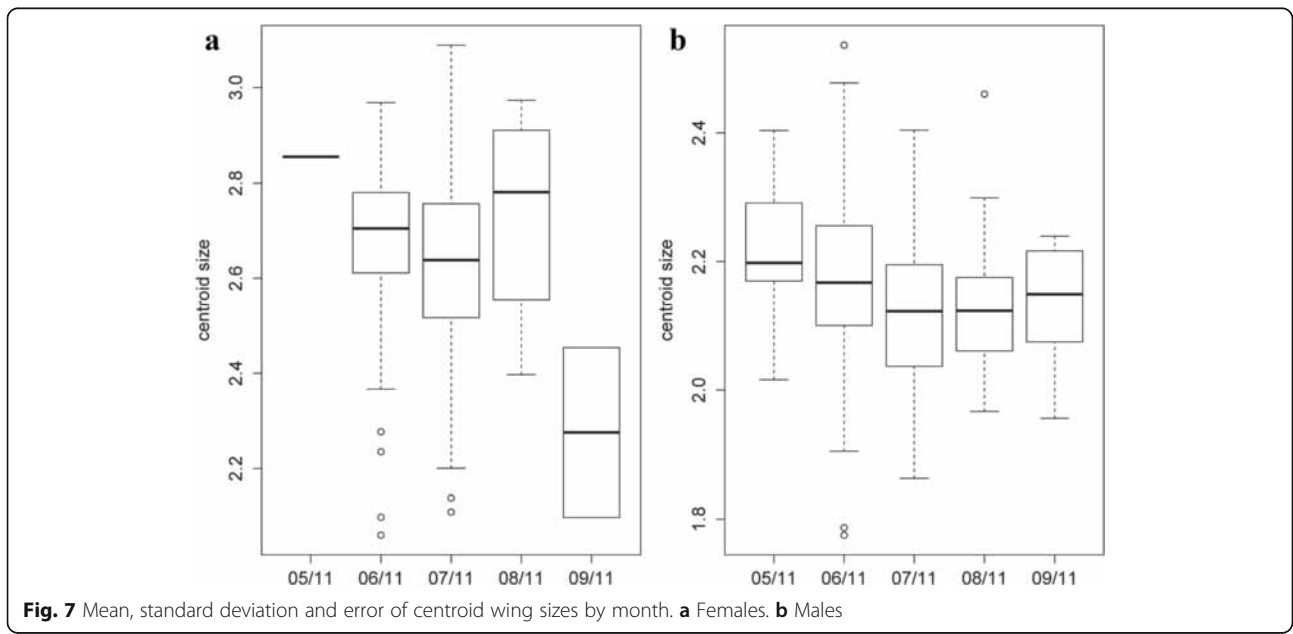 a
b
centroid size
3.0
2.8
2.6
2.4
2.2
05/11 06/11 07/11 08/11 09/11
centroid size
2.4
2.2
2.0
1.8
05/11 06/11 07/11 08/11 09/11
Fig. 7 Mean, standard deviation and error of centroid wing sizes by month. a Females. b Males